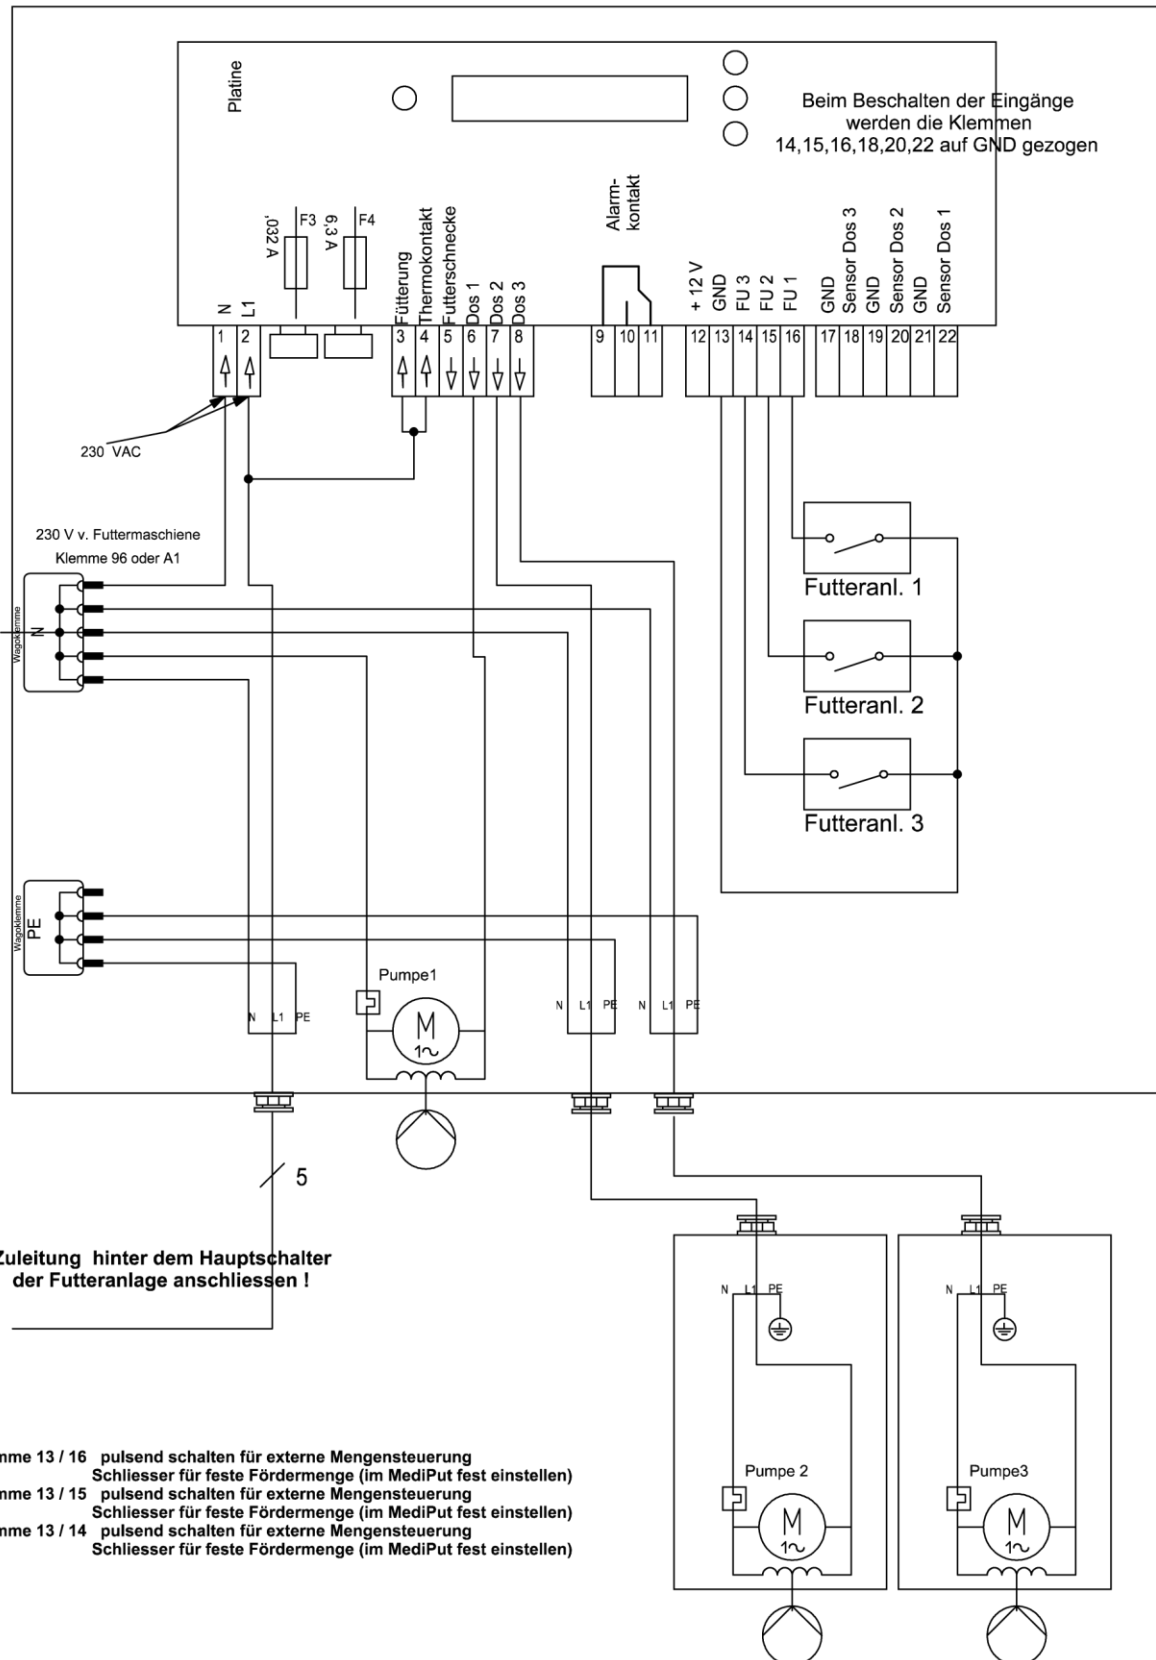 Platine
Beim Beschalten der Eingänge
werden die Klemmen
14,15,16,18,20,22 auf GND gezogen
,032 A
F3
6,3 A
F4
N
L1
Fütterung
Thermokontakt
Futterschnecke
Dos 1
Dos 2
Dos 3
Alarm-
kontakt
+ 12 V
GND
FU 3
FU 2
FU 1
GND
Sensor Dos 3
GND
Sensor Dos 2
GND
Sensor Dos 1
1 2 3 4 5 6 7 8 9 10 11 12 13 14 15 16 17 18 19 20 21 22
230 VAC
230 V v. Futtermaschiene
Klemme 96 oder A1
Wagoklemme
N
Futteranl. 1
Futteranl. 2
Futteranl. 3
Wagoklemme
PE
Pumpe1
M
1~
N L1 PE
N L1 PE
N L1 PE
5
Zuleitung hinter dem Hauptschalter
der Futteranlage anschliessen !
N L1 PE
N L1 PE
Pumpe 2
M
1~
Pumpe3
M
1~
mme 13 / 16 pulsend schalten für externe Mengensteuerung
Schliesser für feste Fördermenge (im MediPut fest einstellen)
mme 13 / 15 pulsend schalten für externe Mengensteuerung
Schliesser für feste Fördermenge (im MediPut fest einstellen)
mme 13 / 14 pulsend schalten für externe Mengensteuerung
Schliesser für feste Fördermenge (im MediPut fest einstellen)